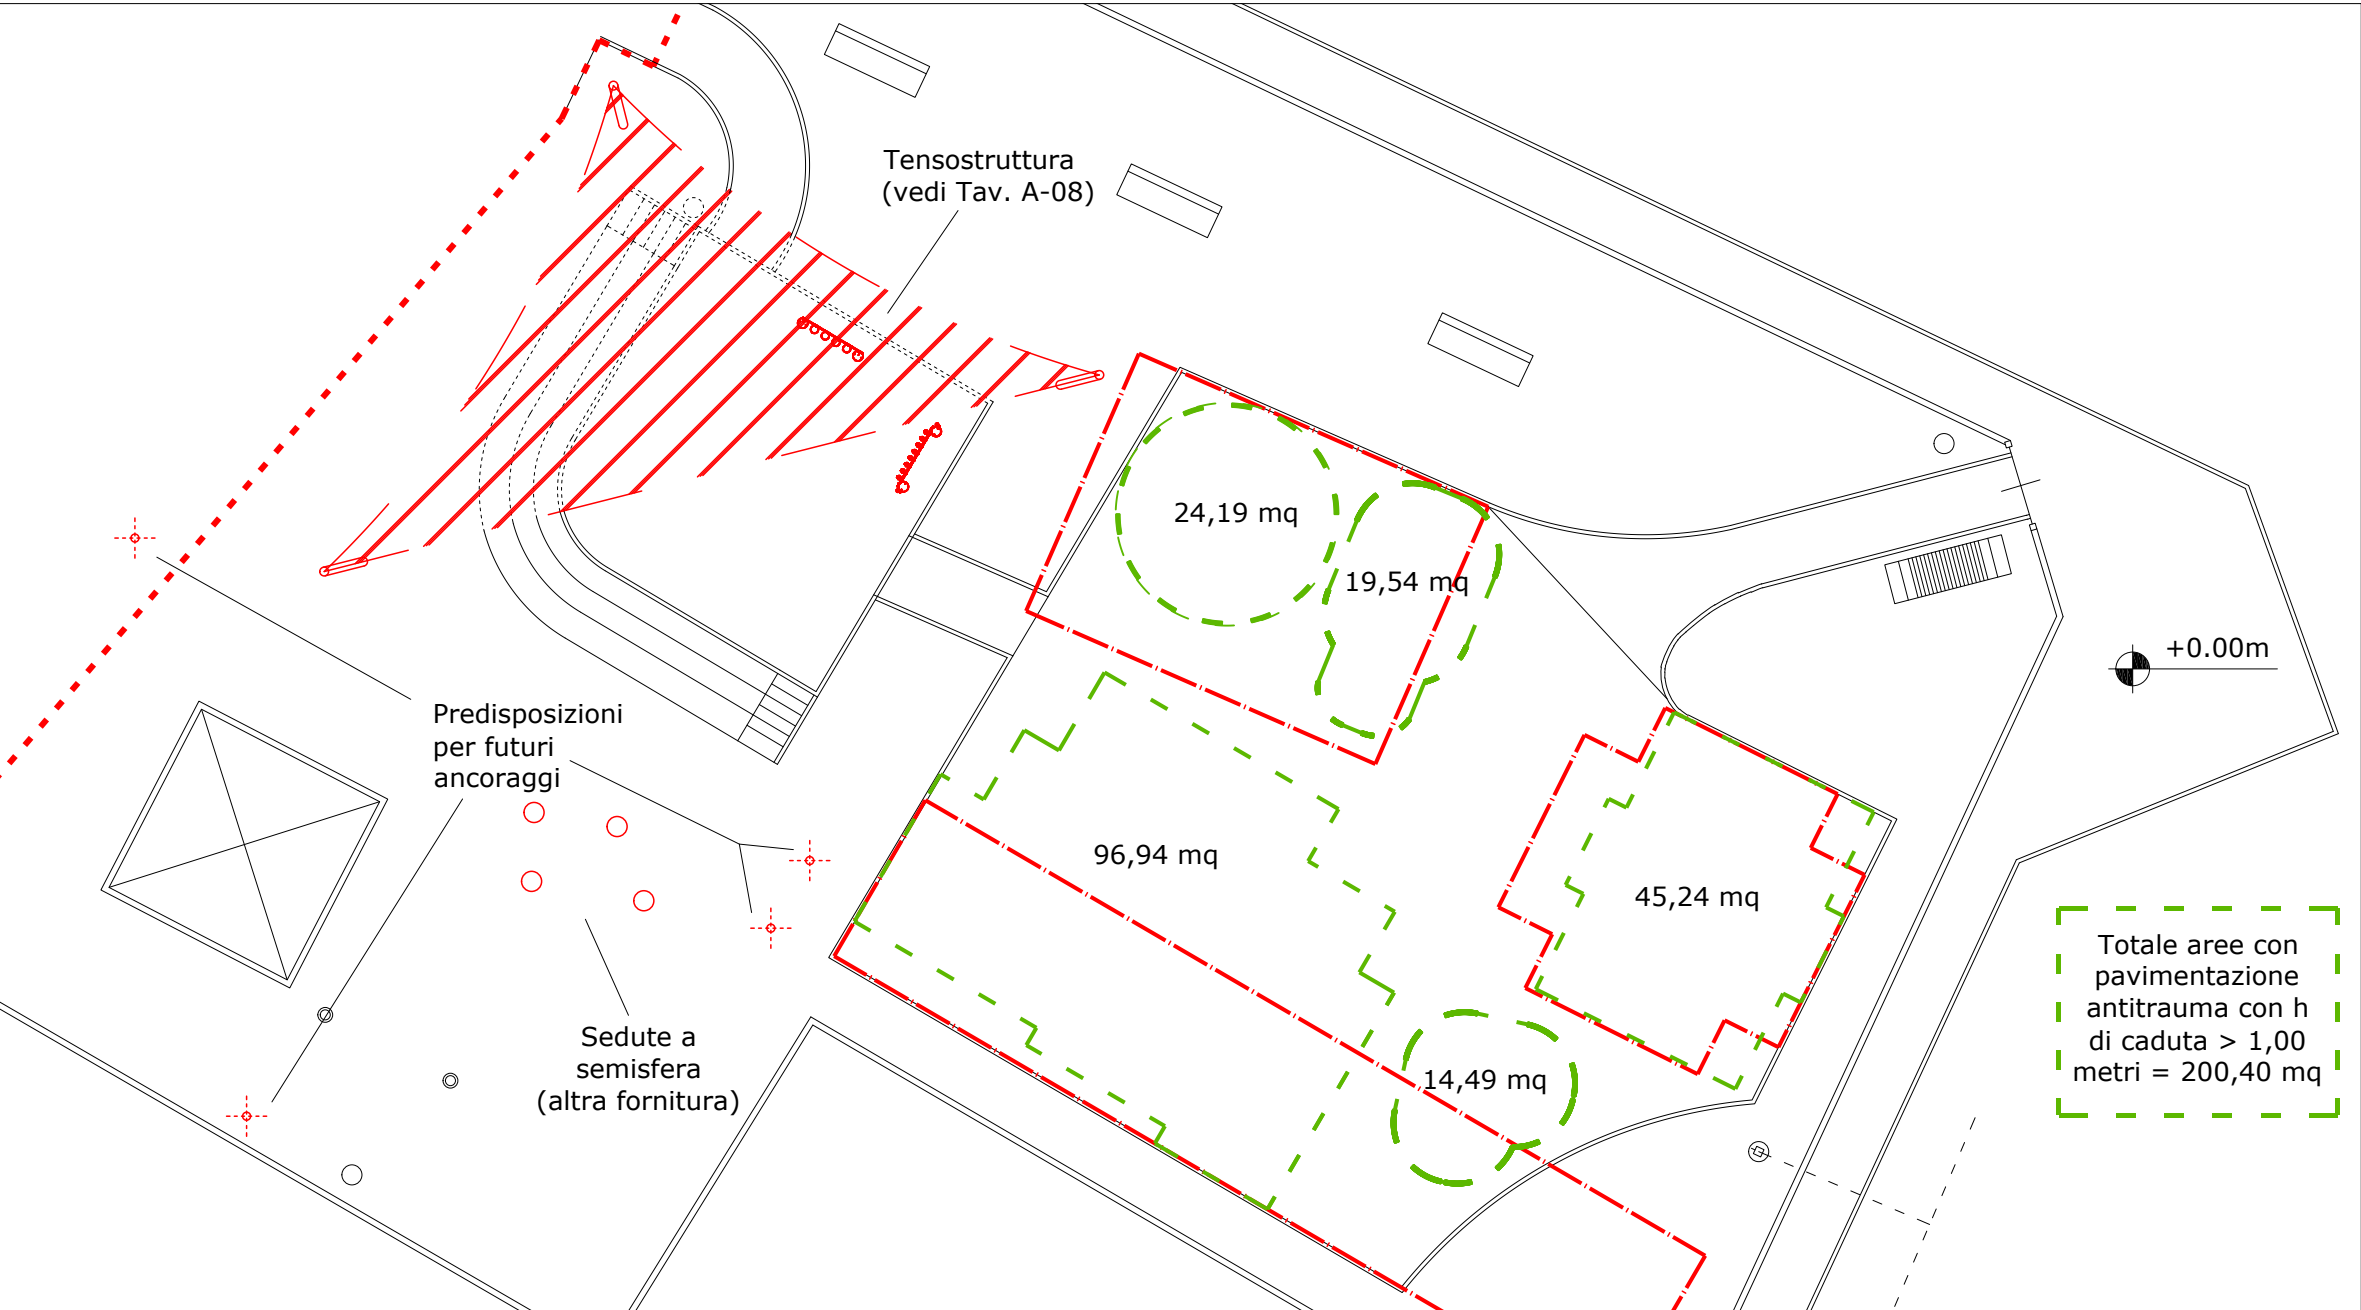 Tensostruttura
(vedi Tav. A-08)
24,19 mq
19,54 mq
+0.00m
Predisposizioni
per futuri
ancoraggi
96,94 mq
45,24 mq
Totale aree con
pavimentazione
antitrauma con h
di caduta > 1,00
metri = 200,40 mq
Sedute a
semisfera
(altra fornitura)
14,49 mq